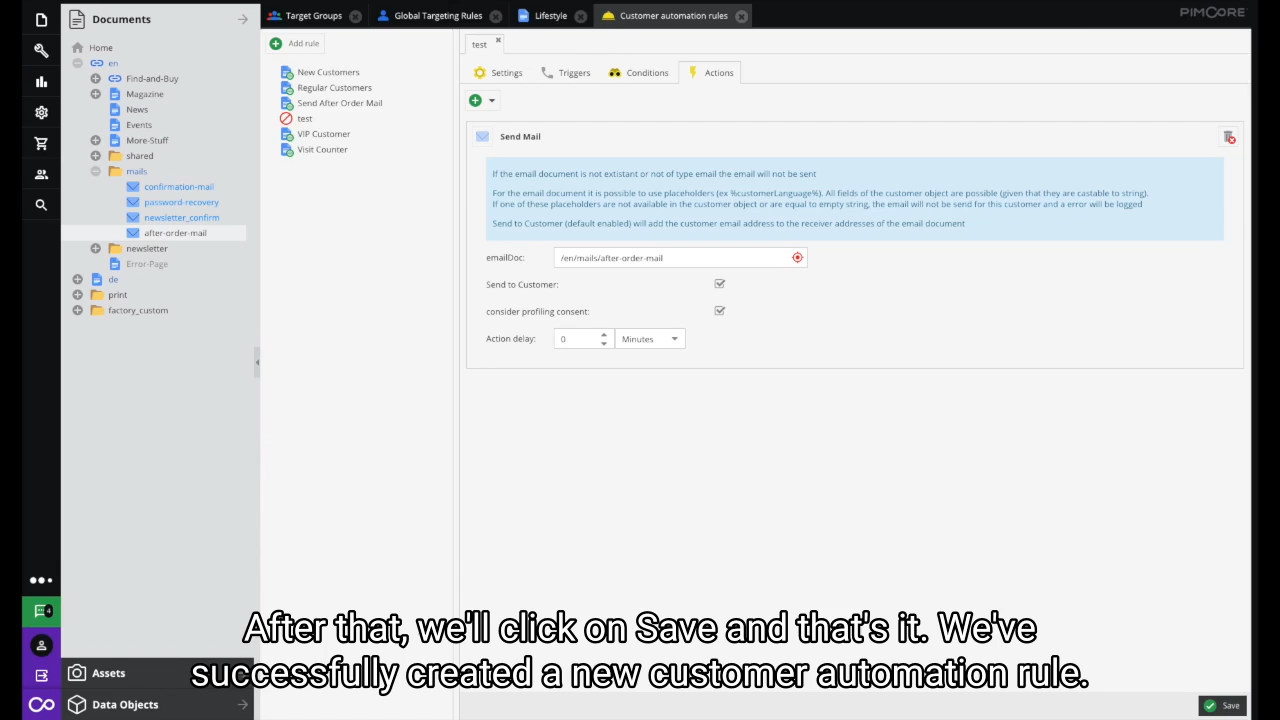 Documents
Home
en
Find-and-Buy
Magazine
News
Events
More-Stuff
shared
mails
confirmation-mail
password-recovery
newsletter_confirm
after-order-mail
newsletter
Error-Page
de
print
factory_custom
Assets
Data Objects
4
Target Groups
Global Targeting Rules
Lifestyle
Customer automation rules
PIMCORE
Add rule
New Customers
Regular Customers
Send After Order Mail
test
VIP Customer
Visit Counter
test
Settings
Triggers
Conditions
Actions
Send Mail
If the email document is not extistant or not of type email the email will not be sent
For the email document it is possible to use placeholders (ex %customerLanguage%). All fields of the customer object are possible (given that they are castable to string).
If one of these placeholders are not available in the customer object or are equal to empty string, the email will not be send for this customer and a error will be logged
Send to Customer (default enabled) will add the customer email address to the receiver addresses of the email document
emailDoc: /en/mails/after-order-mail
Send to Customer:
consider profiling consent:
Action delay: 0 Minutes
After that, we'll click on Save and that's it. We've
successfully created a new customer automation rule.
Save